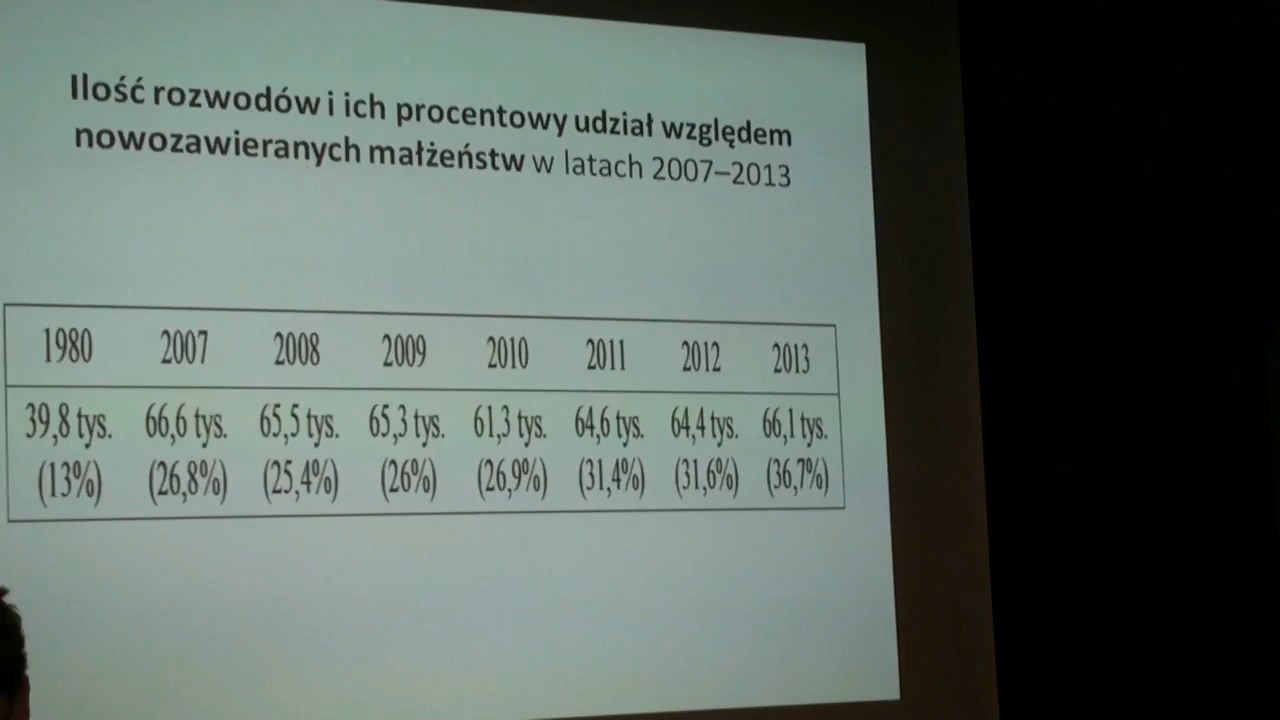 Ilość rozwodów i ich procentowy udział względem
nowozawieranych małżeństw w latach 2007–2013
1980 2007 2008 2009 2010 2011 2012 2013
39,8 tys. 66,6 tys. 65,5 tys. 65,3 tys. 61,3 tys. 64,6 tys. 64,4 tys. 66,1 tys.
(13%) (26,8%) (25,4%) (26%) (26,9%) (31,4%) (31,6%) (36,7%)